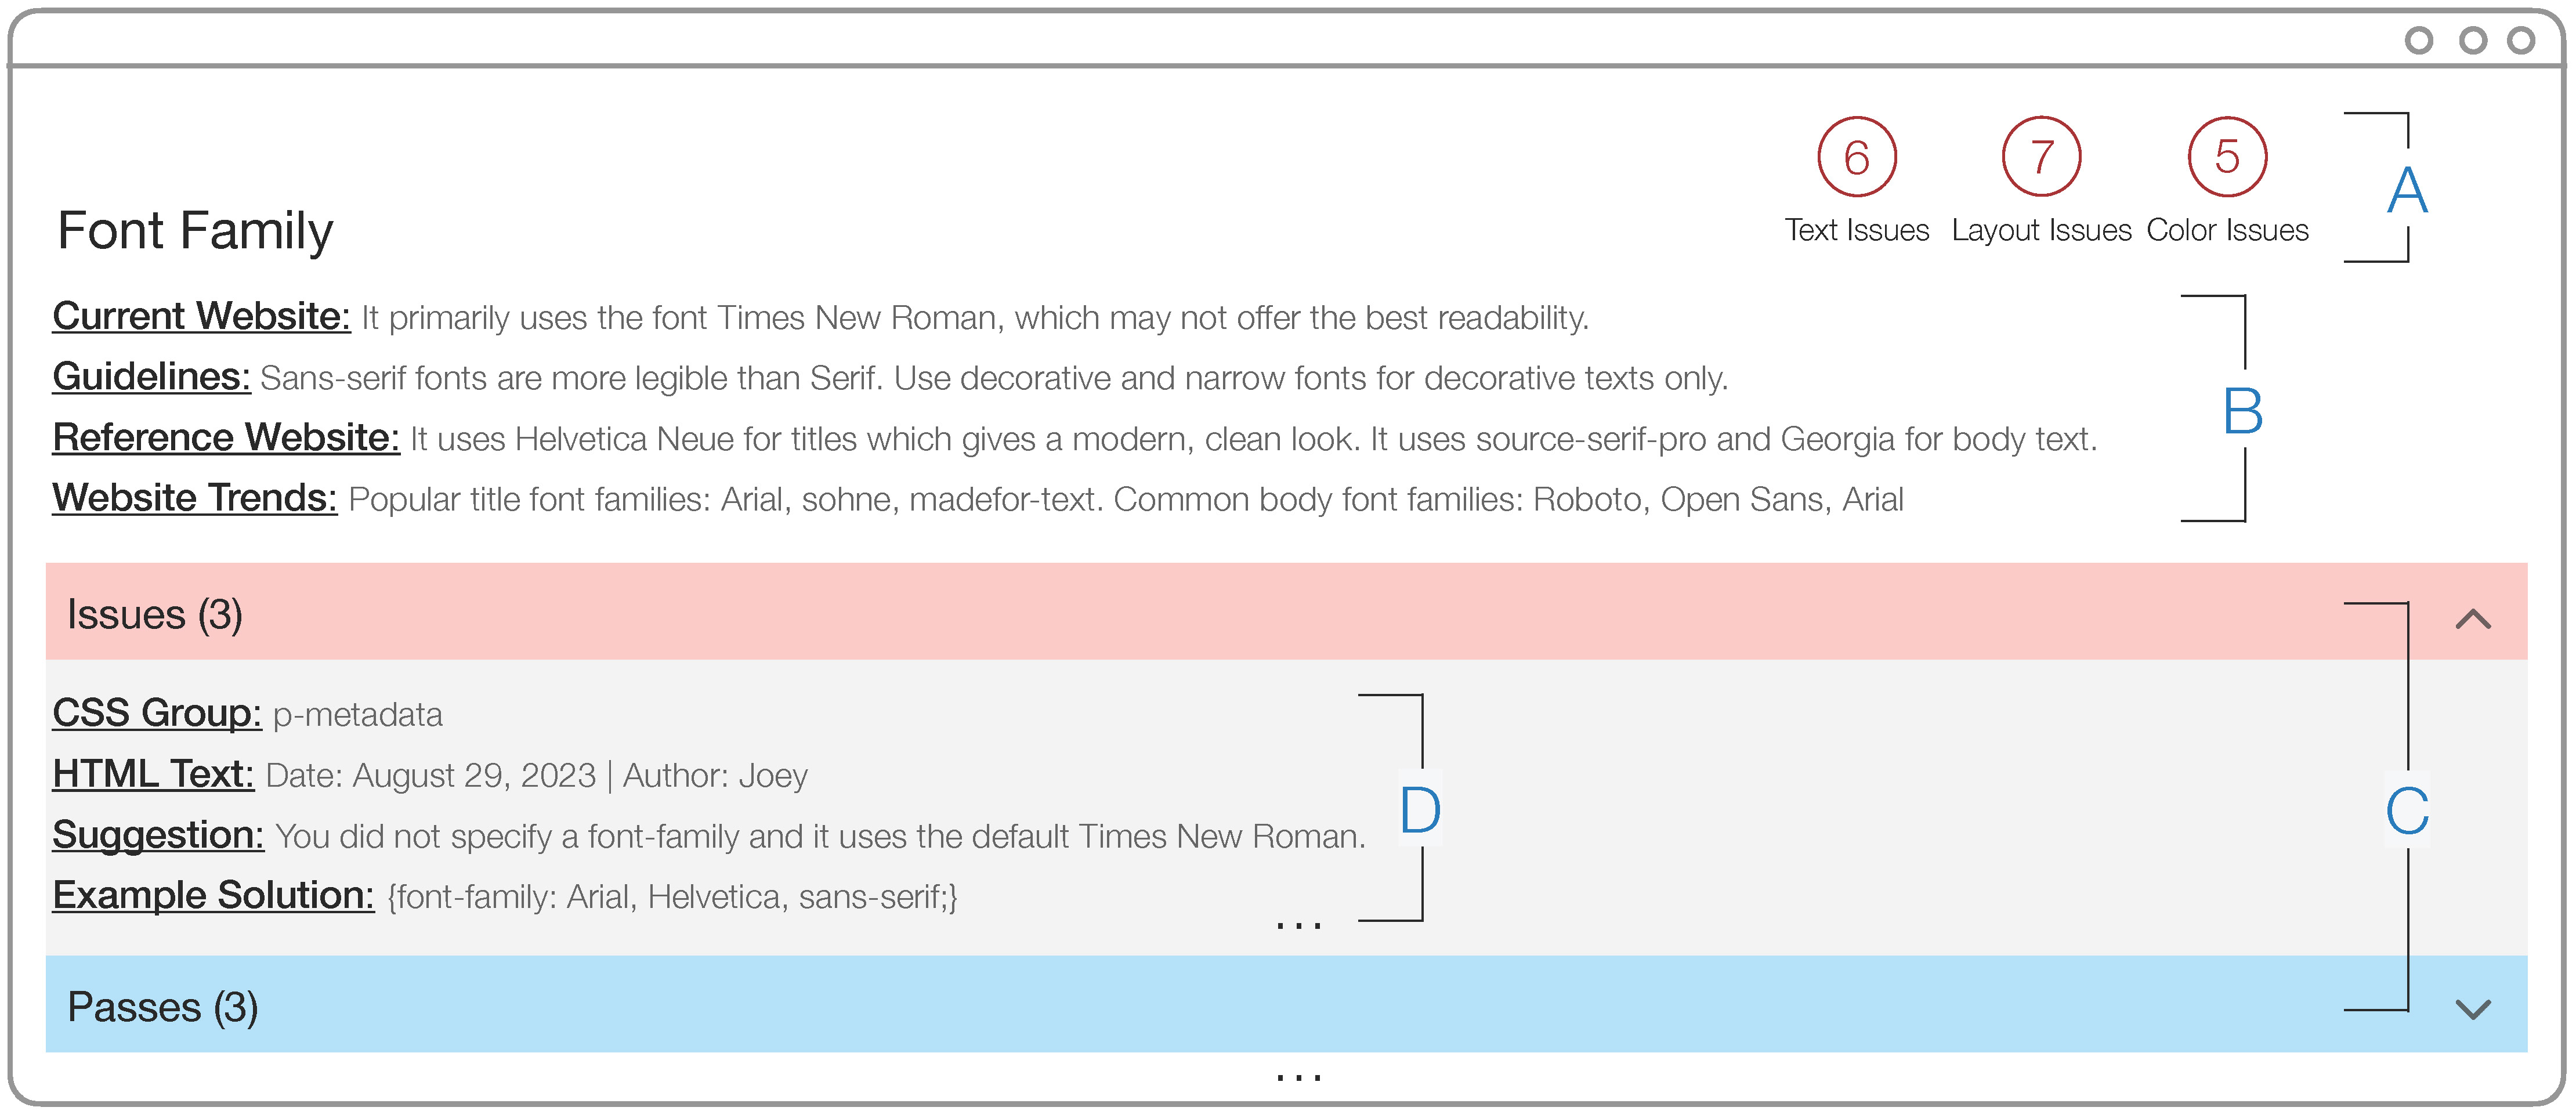 6 7 5
A
Text Issues Layout Issues Color Issues
Font Family
Current Website: It primarily uses the font Times New Roman, which may not offer the best readability.
Guidelines: Sans-serif fonts are more legible than Serif. Use decorative and narrow fonts for decorative texts only.
B
Reference Website: It uses Helvetica Neue for titles which gives a modern, clean look. It uses source-serif-pro and Georgia for body text.
Website Trends: Popular title font families: Arial, sohne, madefor-text. Common body font families: Roboto, Open Sans, Arial
Issues (3)
CSS Group: p-metadata
HTML Text: Date: August 29, 2023 | Author: Joey
D
C
Suggestion: You did not specify a font-family and it uses the default Times New Roman.
Example Solution: {font-family: Arial, Helvetica, sans-serif;}
...
Passes (3)
...